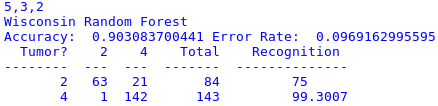 5,3,2
Wisconsin Random Forest
Accuracy:  0.903083700441 Error Rate:  0.0969162995595
  Tumor?    2    4    Total    Recognition
--------  ---  ---  -------  --------------
       2   63   21       84         75
       4    1  142      143         99.3007